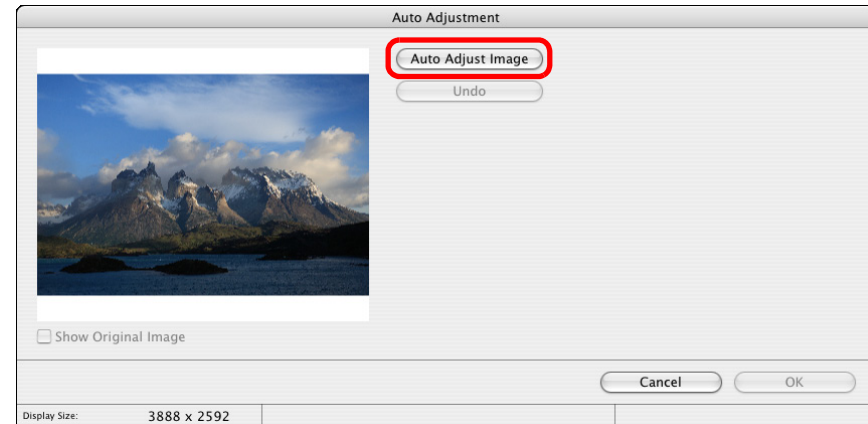 Auto Adjustment
Auto Adjust Image
Undo
Show Original Image
Cancel
OK
Display Size: 3888 x 2592